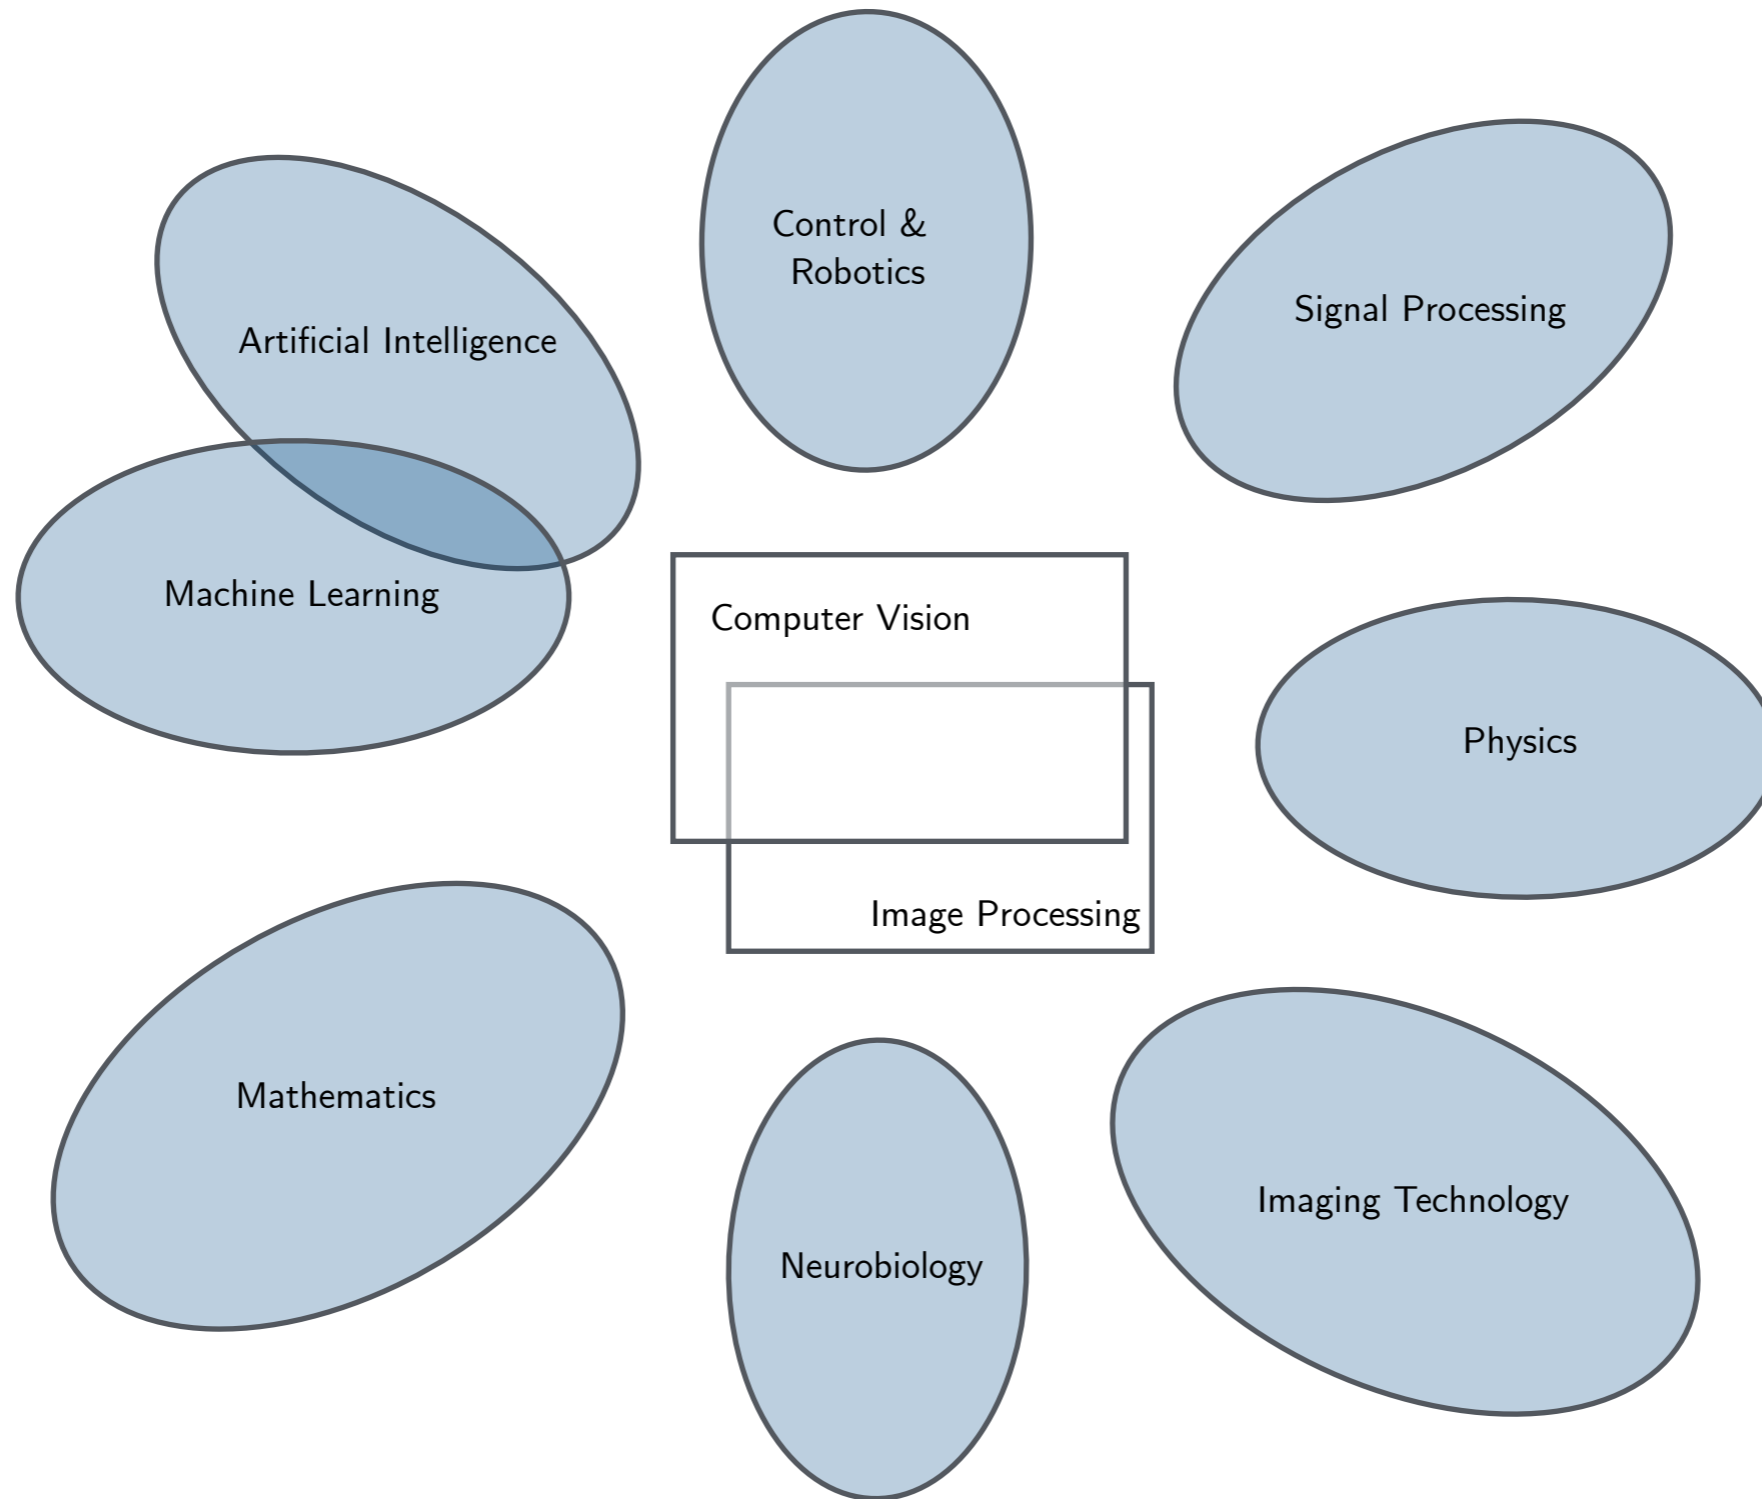 Control &
Robotics
Signal Processing
Artificial Intelligence
Machine Learning
Computer Vision
Physics
Image Processing
Mathematics
Imaging Technology
Neurobiology